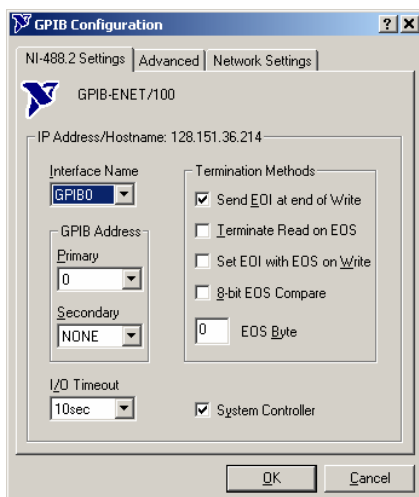 GPIB Configuration
NI-488.2 Settings Advanced Network Settings
GPIB-ENET/100
IP Address/Hostname: 128.151.36.214
Interface Name
GPIB0
GPIB Address
Primary
0
Secondary
NONE
I/O Timeout
10sec
Termination Methods
Send EOI at end of Write
Terminate Read on EOS
Set EOI with EOS on Write
8-bit EOS Compare
0 EOS Byte
System Controller
OK Cancel